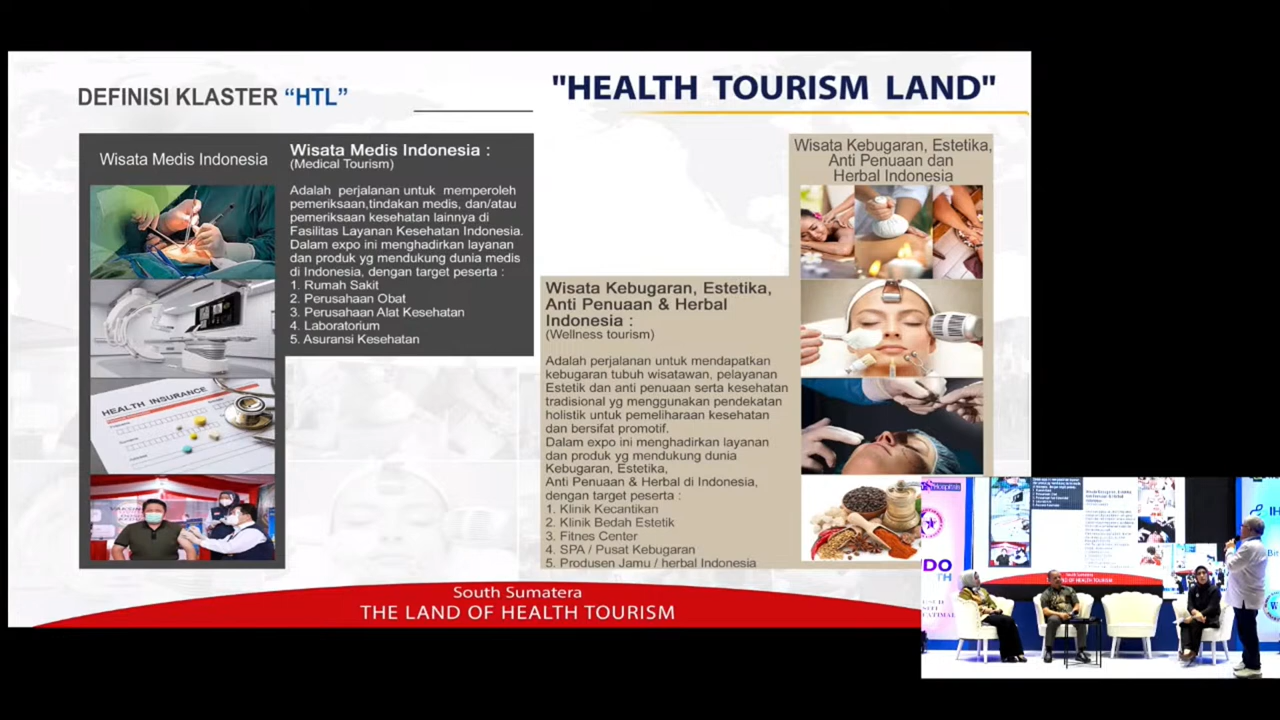 DEFINISI KLASTER "HTL"
"HEALTH TOURISM LAND"
Wisata Medis Indonesia
Wisata Medis Indonesia :
(Medical Tourism)
Adalah perjalanan untuk memperoleh
pemeriksaan,tindakan medis, dan/atau
pemeriksaan kesehatan lainnya di
Fasilitas Layanan Kesehatan Indonesia.
Dalam expo ini menghadirkan layanan
dan produk yg mendukung dunia medis
di Indonesia, dengan target peserta :
1. Rumah Sakit
2. Perusahaan Obat
3. Perusahaan Alat Kesehatan
4. Laboratorium
5. Asuransi Kesehatan
HEALTH INSURANCE
Wisata Kebugaran, Estetika,
Anti Penuaan dan
Herbal Indonesia
Wisata Kebugaran, Estetika,
Anti Penuaan & Herbal
Indonesia :
(Wellness tourism)
Adalah perjalanan untuk mendapatkan
kebugaran tubuh wisatawan, pelayanan
Estetik dan anti penuaan serta kesehatan
tradisional yg menggunakan pendekatan
holistik untuk pemeliharaan kesehatan
dan bersifat promotif.
Dalam expo ini menghadirkan layanan
dan produk yg mendukung dunia
Kebugaran, Estetika,
Anti Penuaan & Herbal di Indonesia,
dengan target peserta :
1. Klinik Kecantikan
2. Klinik Bedah Estetik
3. Fitnes Center
4. SPA / Pusat Kebugaran
5. Produsen Jamu / herbal Indonesia
South Sumatera
THE LAND OF HEALTH TOURISM